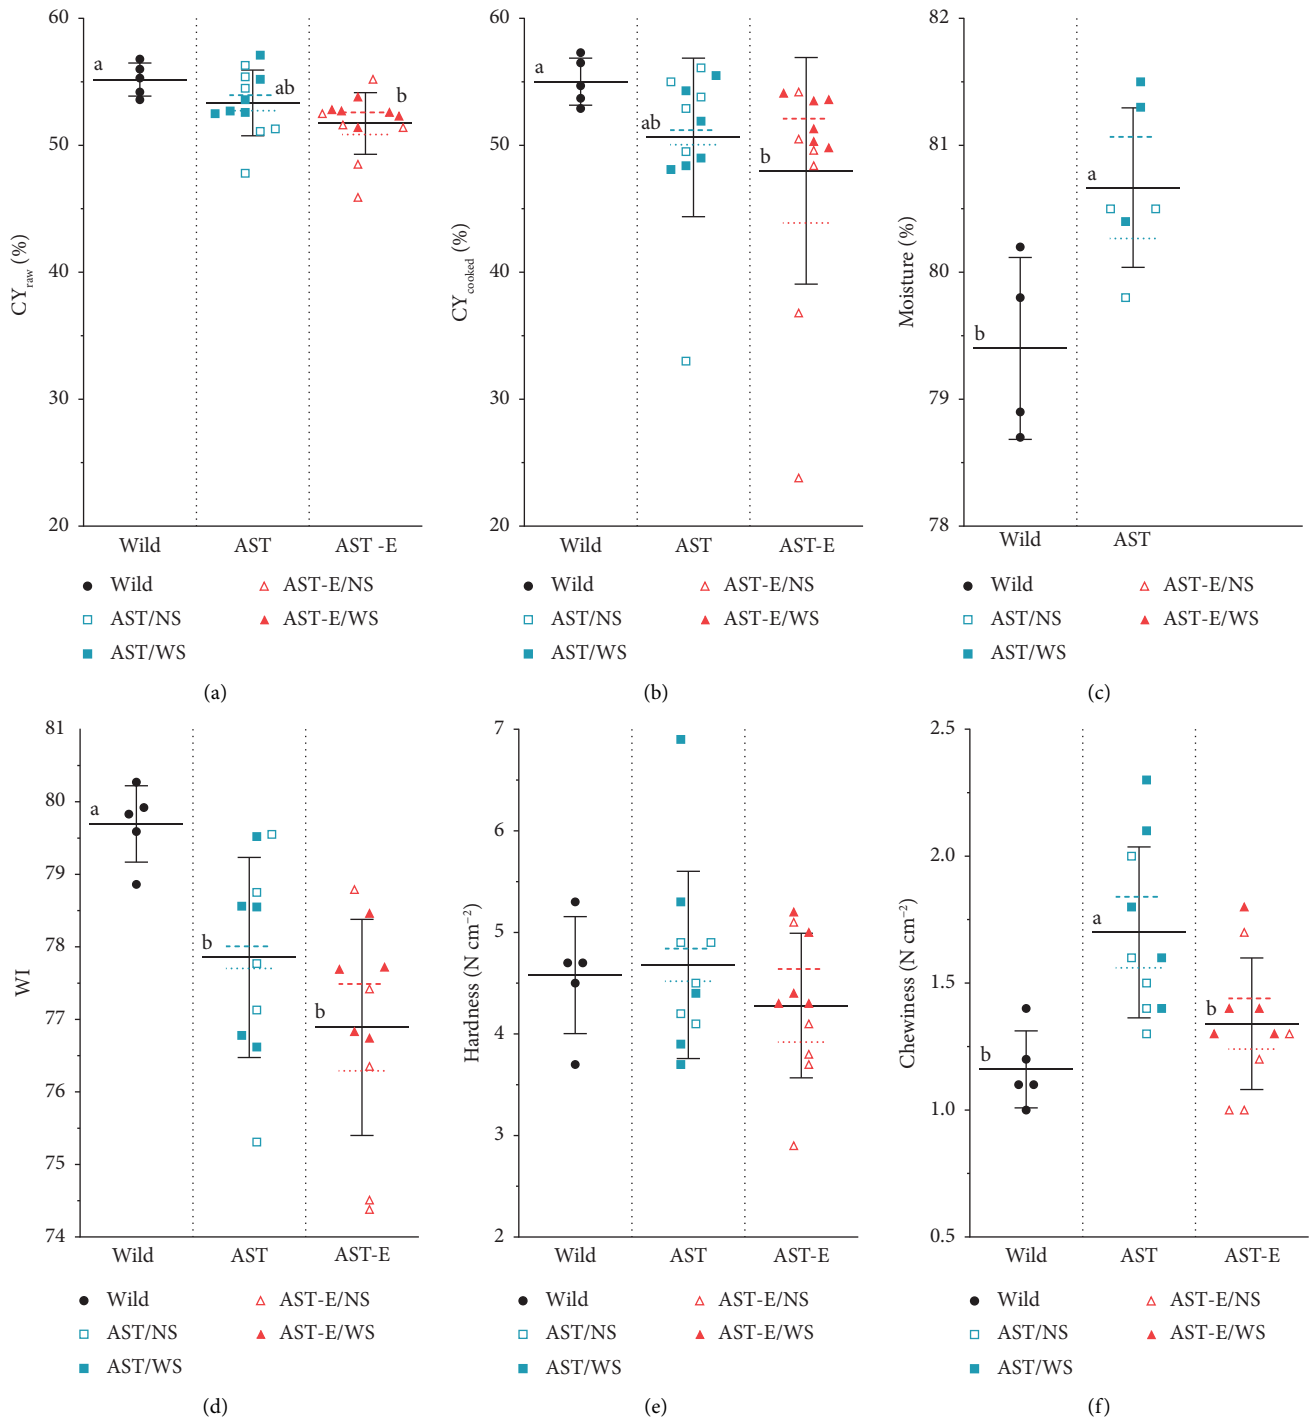 60
50
40
30
20
CY raw (%)
a
ab
b
Wild
AST
AST -E
Wild
AST-E/NS
AST/NS
AST-E/WS
AST/WS
(a)
60
50
40
30
20
CY cooked (%)
a
ab
b
Wild
AST
AST-E
Wild
AST-E/NS
AST/NS
AST-E/WS
AST/WS
(b)
82
81
80
79
78
Moisture (%)
b
a
Wild
AST
Wild
AST-E/NS
AST/NS
AST-E/WS
AST/WS
(c)
81
80
79
78
77
76
75
74
WI
a
b
b
Wild
AST
AST-E
Wild
AST-E/NS
AST/NS
AST-E/WS
AST/WS
(d)
7
6
5
4
3
2
Hardness (N cm⁻²)
Wild
AST
AST-E
Wild
AST-E/NS
AST/NS
AST-E/WS
AST/WS
(e)
2.5
2.0
1.5
1.0
0.5
Chewiness (N cm⁻²)
b
a
b
Wild
AST
AST-E
Wild
AST-E/NS
AST/NS
AST-E/WS
AST/WS
(f)